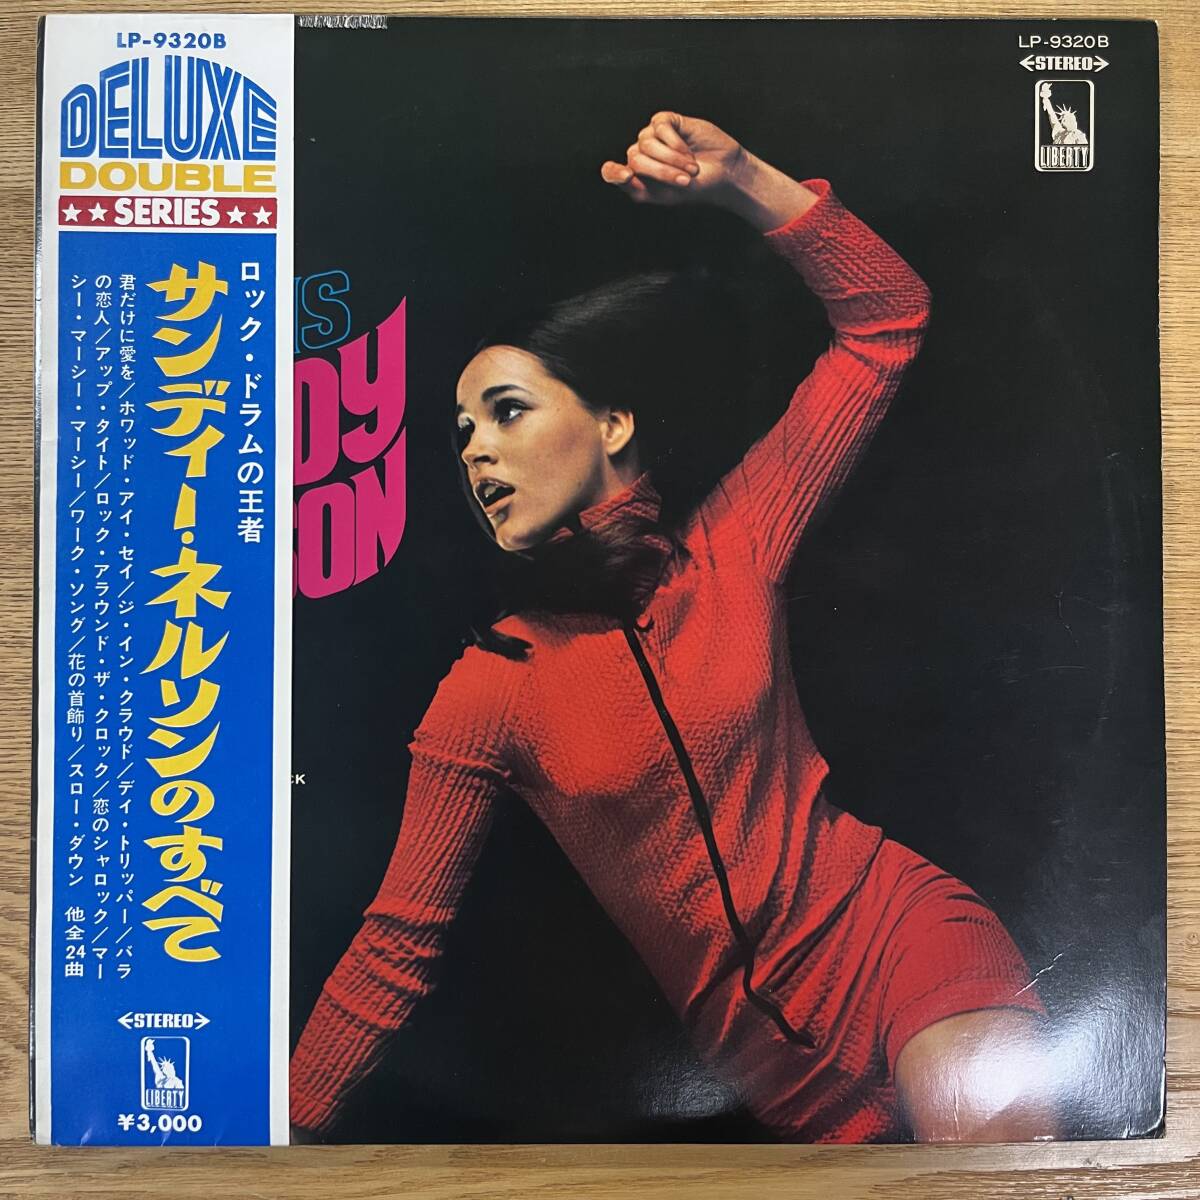 LP-9320B
DELUXE
DOUBLE
★★SERIES★★
ロック・ドラムの王者
サンディー・ネルソンのすべて
君だけに愛を/ホワッド・アイ・セイ/ジ・イン・クラウド/デイ・トリッパー/バラ
の恋人/アップ・タイト/ロック・アラウンド・ザ・クロック/恋のシャロック/マー
シー・マーシー・マーシー/ワーク・ソング/花の首飾り/スロー・ダウン 他全24曲
STEREO
LIBERTY
¥3,000
IS
DY
SON
CK
LP-9320B
STEREO
LIBERTY